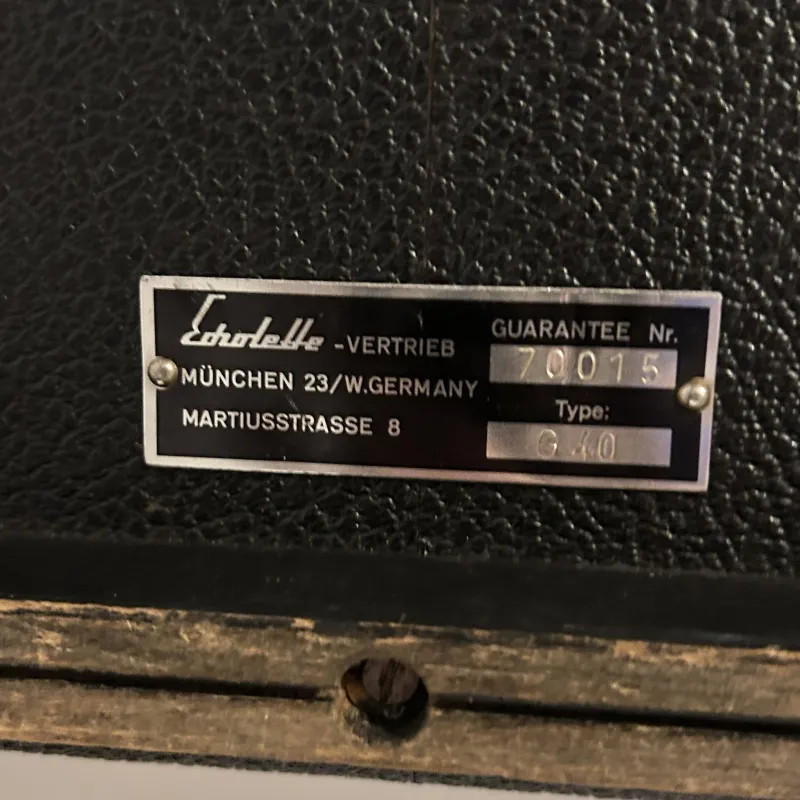 Echolette -VERTRIEB
MÜNCHEN 23/W.GERMANY
MARTIUSSTRASSE 8
GUARANTEE Nr.
70015
Type:
G 40